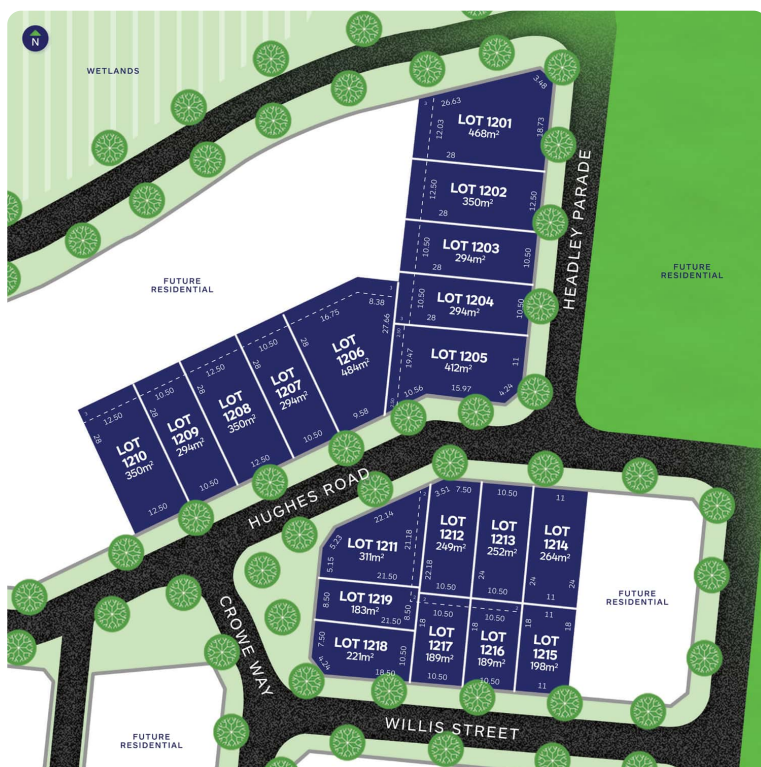 N
WETLANDS
3.48
26.63
LOT 1201
468m²
12.03
18.73
28
LOT 1202
350m²
12.50
12.50
28
LOT 1203
294m²
10.50
10.50
28
LOT 1204
294m²
10.50
10.50
28
LOT 1205
412m²
19.47
11
10.56
15.97
4.24
HEADLEY PARADE
FUTURE
RESIDENTIAL
FUTURE
RESIDENTIAL
8.38
16.75
27.66
LOT
1206
484m²
28
9.58
10.50
LOT
1207
294m²
28
10.50
12.50
LOT
1208
350m²
28
12.50
10.50
LOT
1209
294m²
28
10.50
12.50
LOT
1210
350m²
28
12.50
HUGHES ROAD
22.14
5.23
LOT 1211
311m²
21.18
5.15
21.50
3.51
7.50
LOT
1212
249m²
22.18
10.50
10.50
LOT
1213
252m²
24
10.50
11
LOT
1214
264m²
24
24
11
8.50
LOT 1219
183m²
8.50
21.50
7.50
LOT 1218
221m²
10.50
4.24
18.50
10.50
18
LOT
1217
189m²
10.50
10.50
18
LOT
1216
189m²
10.50
11
18
18
LOT
1215
198m²
11
FUTURE
RESIDENTIAL
CROWE WAY
WILLIS STREET
FUTURE
RESIDENTIAL